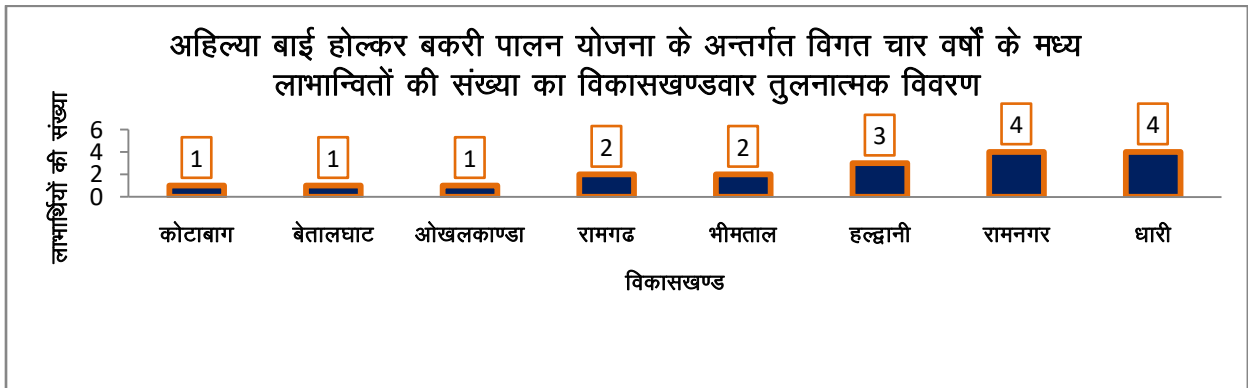 अहिल्या बाई होल्कर बकरी पालन योजना के अन्तर्गत विगत चार वर्षों के मध्य
लाभान्वितों की संख्या का विकासखण्डवार तुलनात्मक विवरण
लाभार्थियों की संख्या
6
4
2
0
1
1
1
2
2
3
4
4
कोटाबाग
बेतालघाट
ओखलकाण्डा
रामगढ
भीमताल
हल्द्वानी
रामनगर
धारी
विकासखण्ड